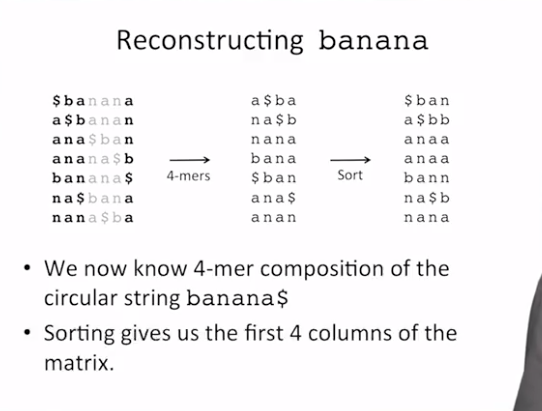 Reconstructing banana
$banana a$ba $ban
a$banan na$b a$bb
ana$ban nana anaa
anana$b bana anaa
4-mers Sort
banana$ $ban bann
na$bana ana$ na$b
nana$ba anan nana
• We now know 4-mer composition of the
circular string banana$
• Sorting gives us the first 4 columns of the
matrix.